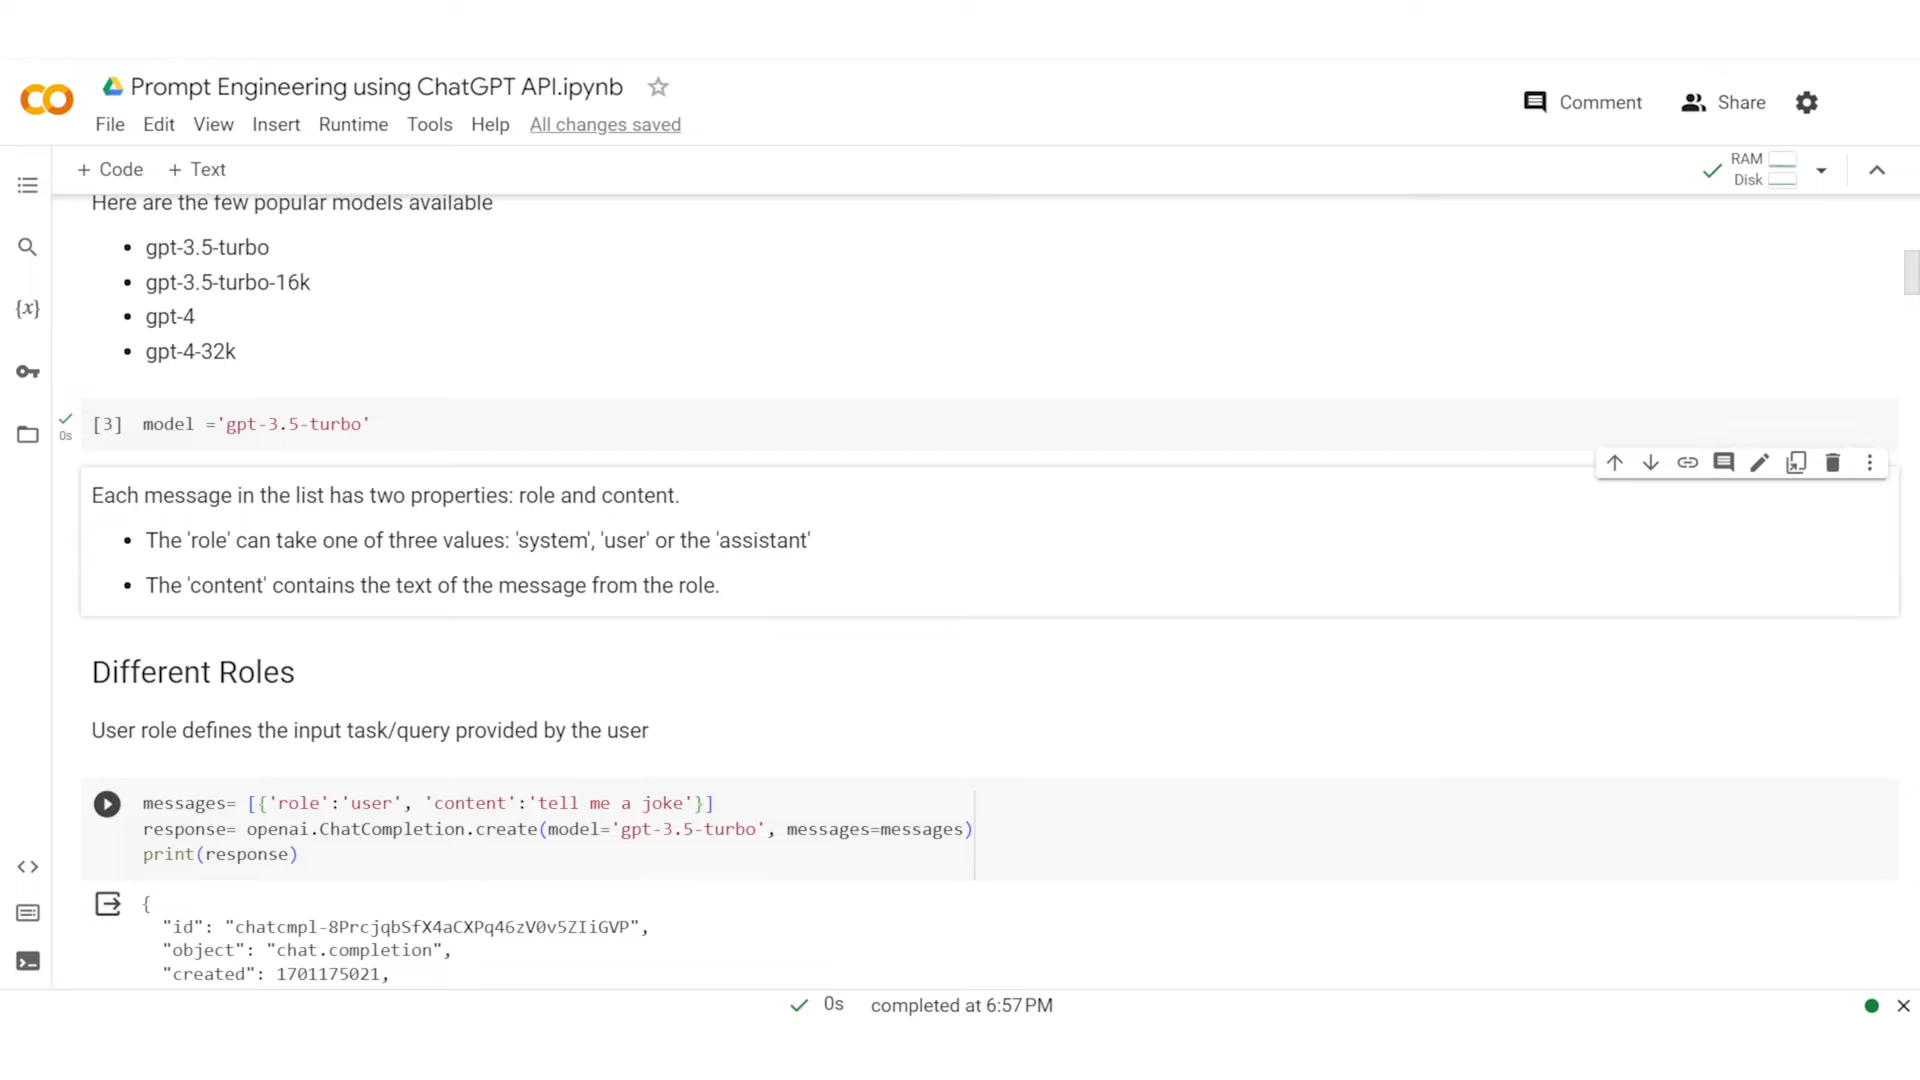 Prompt Engineering using ChatGPT API.ipynb
File Edit View Insert Runtime Tools Help All changes saved
Comment Share
+ Code + Text
RAM
Disk
Here are the few popular models available
• gpt-3.5-turbo
• gpt-3.5-turbo-16k
• gpt-4
• gpt-4-32k
{x}
0s
[3] model ='gpt-3.5-turbo'
Each message in the list has two properties: role and content.
• The 'role' can take one of three values: 'system', 'user' or the 'assistant'
• The 'content' contains the text of the message from the role.
Different Roles
User role defines the input task/query provided by the user
messages= [{'role':'user', 'content':'tell me a joke'}]
response= openai.ChatCompletion.create(model='gpt-3.5-turbo', messages=messages)
print(response)
{
"id": "chatcmpl-8PrcjqbSfX4aCXPq46zV0v5ZIiGVP",
"object": "chat.completion",
"created": 1701175021,
0s completed at 6:57 PM